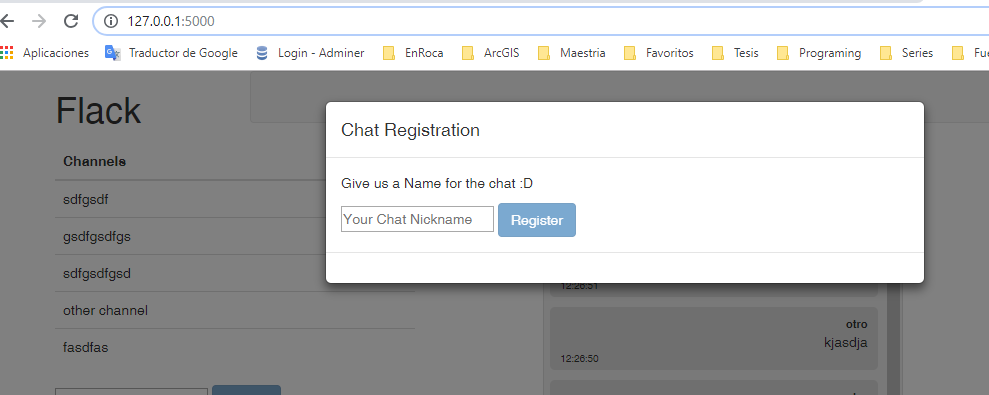 127.0.0.1:5000
Aplicaciones Traductor de Google Login - Adminer EnRoca ArcGIS Maestria Favoritos Tesis Programing Series Fue
Flack
Channels
sdfgsdf
gsdfgsdfgs
sdfgsdfgsd
other channel
fasdfas
Chat Registration
Give us a Name for the chat :D
Your Chat Nickname Register
12:26:51
otro
kjasdja
12:26:50